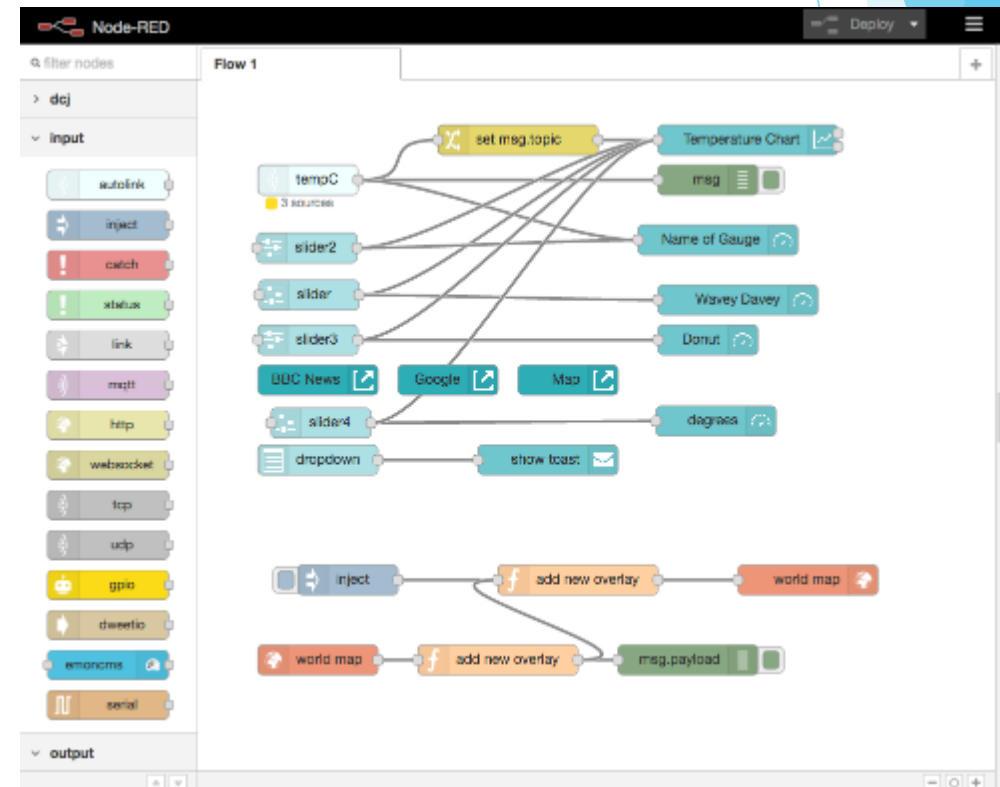 Node-RED
Deploy
filter nodes
Flow 1
dcj
input
autolink
inject
catch
status
link
mqtt
http
websocket
tcp
udp
gpio
dweetio
emoncms
serial
output
set msg.topic
Temperature Chart
tempC
msg
3 sources
slider2
Name of Gauge
slider
Wavey Davey
slider3
Donut
BBC News
Google
Map
slider4
degrees
dropdown
show toast
inject
add new overlay
world map
world map
add new overlay
msg.payload